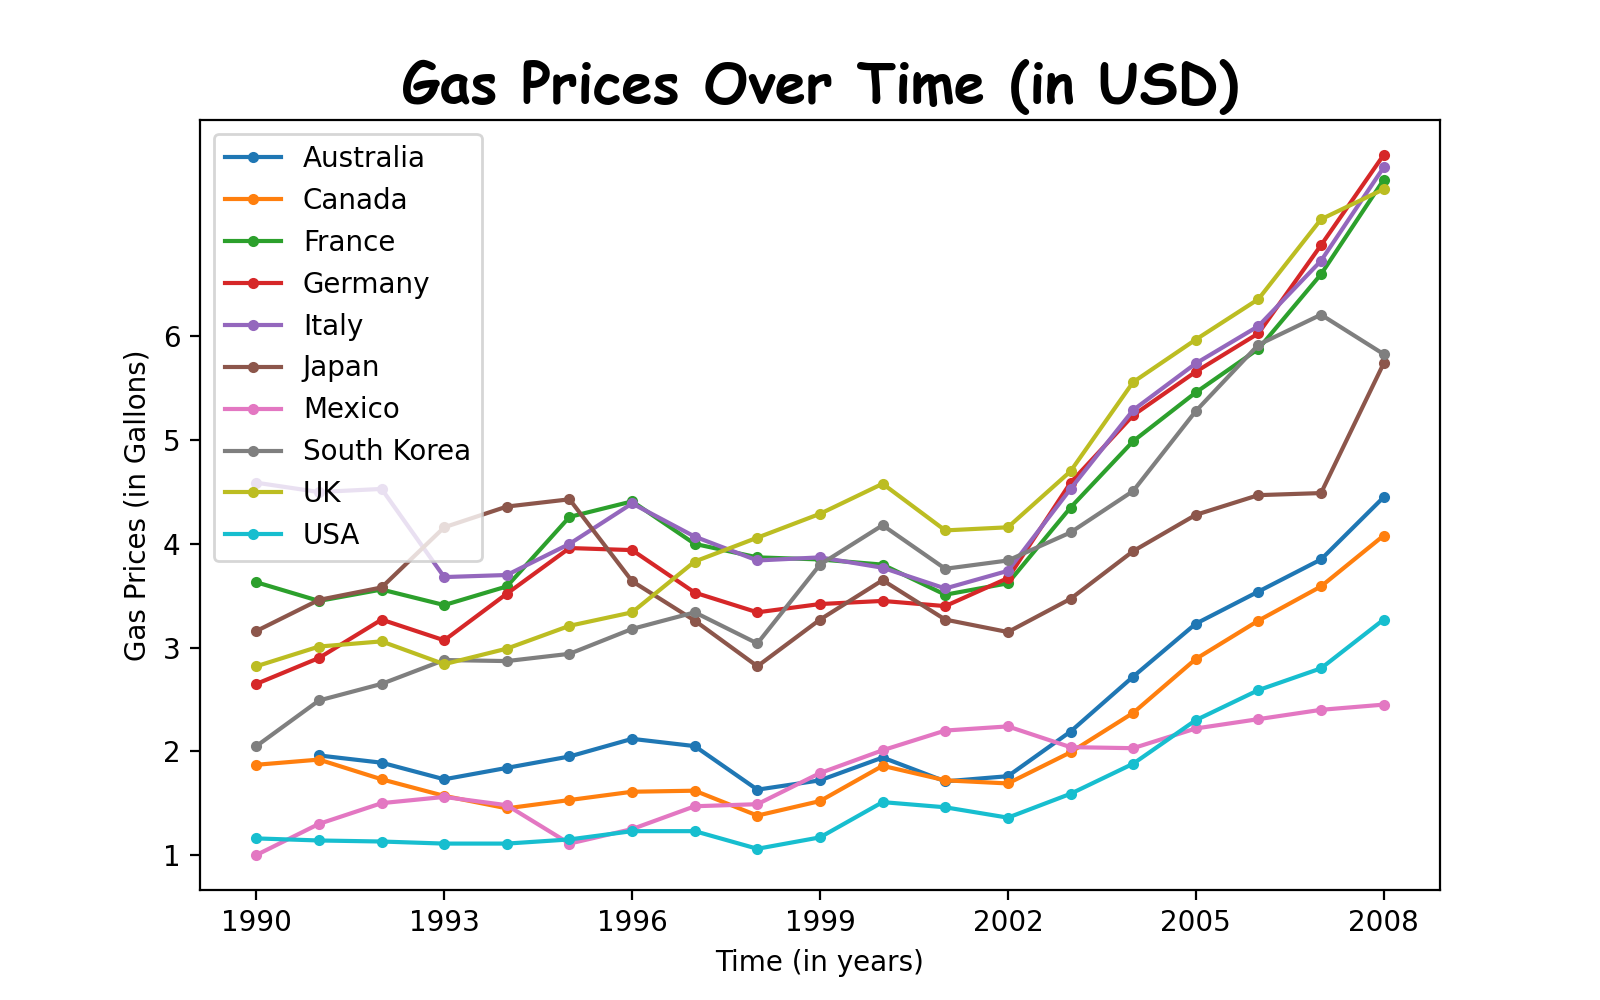 Gas Prices Over Time (in USD)
Australia
Canada
France
Germany
Italy
Japan
Mexico
South Korea
UK
USA
Gas Prices (in Gallons)
6
5
4
3
2
1
1990 1993 1996 1999 2002 2005 2008
Time (in years)